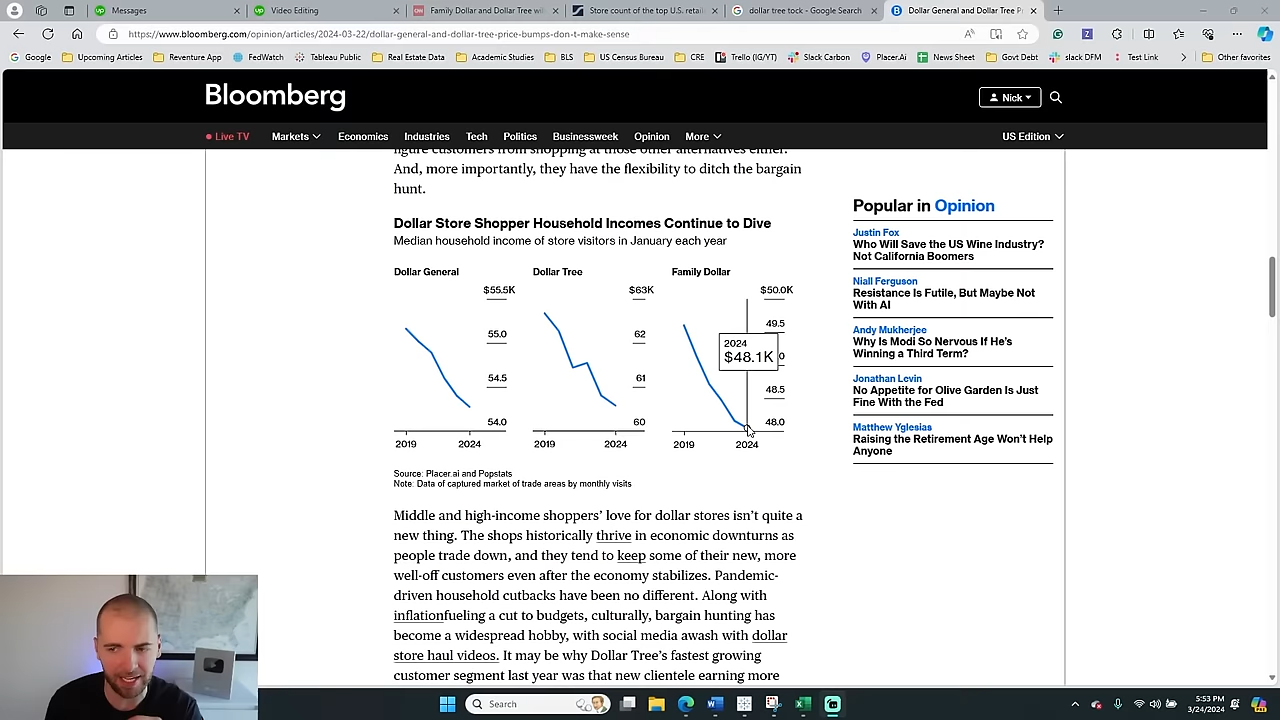 Messages
Video Editing
Family Dollar and Dollar Tree wi
Store count of the top U.S. retail
dollar tree tock - Google Search
Dollar General and Dollar Tree P
https://www.bloomberg.com/opinion/articles/2024-03-22/dollar-general-and-dollar-tree-price-bumps-don-t-make-sense
Google
Upcoming Articles
Reventure App
FedWatch
Tableau Public
Real Estate Data
Academic Studies
BLS
US Census Bureau
CRE
Trello (IG/YT)
Slack Carbon
Placer.Ai
News Sheet
Govt Debt
slack DFM
Test Link
Other favorites
Bloomberg
Nick
Live TV
Markets
Economics
Industries
Tech
Politics
Businessweek
Opinion
More
US Edition
figure customers from shopping at those other alternatives either.
And, more importantly, they have the flexibility to ditch the bargain
hunt.
Dollar Store Shopper Household Incomes Continue to Dive
Median household income of store visitors in January each year
Dollar General
$55.5K
55.0
54.5
54.0
2019
2024
Dollar Tree
$63K
62
61
60
2019
2024
Family Dollar
$50.0K
49.5
0
48.5
48.0
2024
$48.1K
2019
2024
Source: Placer.ai and Popstats
Note: Data of captured market of trade areas by monthly visits
Middle and high-income shoppers’ love for dollar stores isn’t quite a
new thing. The shops historically thrive in economic downturns as
people trade down, and they tend to keep some of their new, more
well-off customers even after the economy stabilizes. Pandemic-
driven household cutbacks have been no different. Along with
inflationfueling a cut to budgets, culturally, bargain hunting has
become a widespread hobby, with social media awash with dollar
store haul videos. It may be why Dollar Tree’s fastest growing
customer segment last year was that new clientele earning more
Popular in Opinion
Justin Fox
Who Will Save the US Wine Industry?
Not California Boomers
Niall Ferguson
Resistance Is Futile, But Maybe Not
With AI
Andy Mukherjee
Why Is Modi So Nervous If He’s
Winning a Third Term?
Jonathan Levin
No Appetite for Olive Garden Is Just
Fine With the Fed
Matthew Yglesias
Raising the Retirement Age Won’t Help
Anyone
Search
5:53 PM
3/24/2024